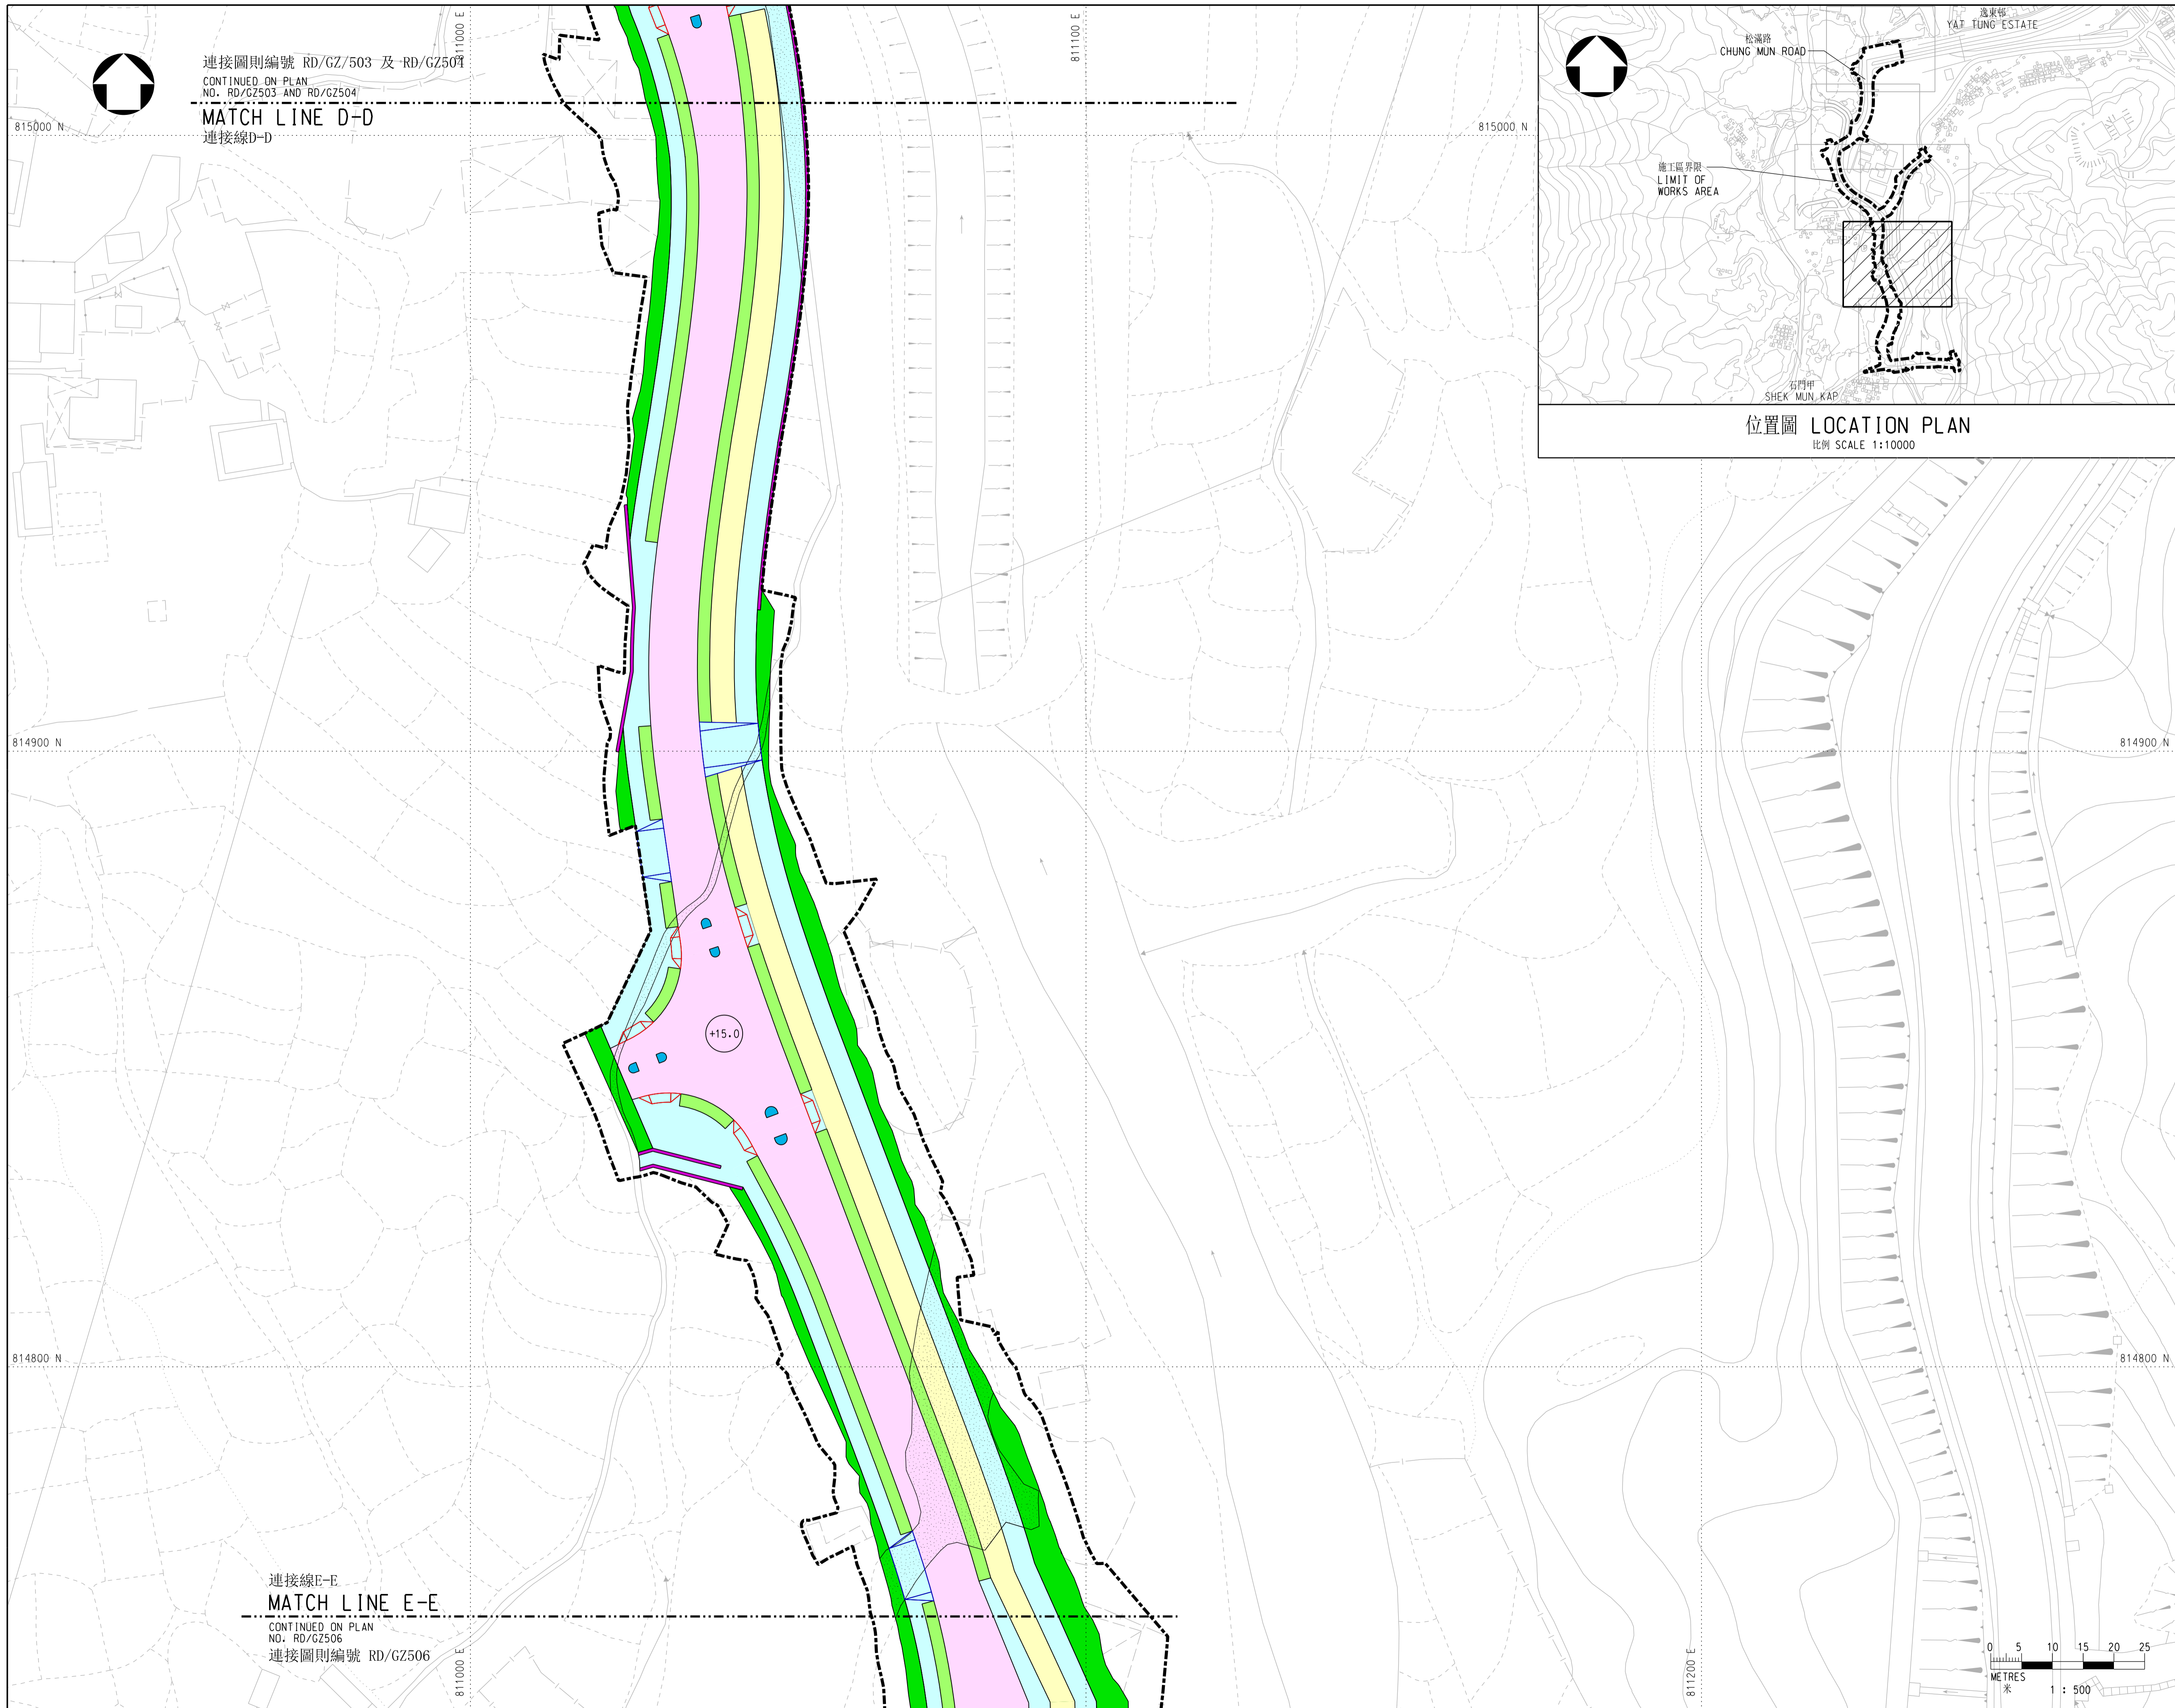 連接圖則編號 RD/GZ/503 及 RD/GZ504
CONTINUED ON PLAN
NO. RD/GZ503 AND RD/GZ504
MATCH LINE D-D
連接線D-D
811000 E
811100 E
815000 N
815000 N
逸東邨
YAT TUNG ESTATE
松滿路
CHUNG MUN ROAD
施工區界限
LIMIT OF
WORKS AREA
石門甲
SHEK MUN KAP
位置圖 LOCATION PLAN
比例 SCALE 1:10000
814900 N
814900 N
+15.0
814800 N
814800 N
連接線E-E
MATCH LINE E-E
CONTINUED ON PLAN
NO. RD/GZ506
連接圖則編號 RD/GZ506
811000 E
811200 E
0 5 10 15 20 25
METRES
米
1 : 500